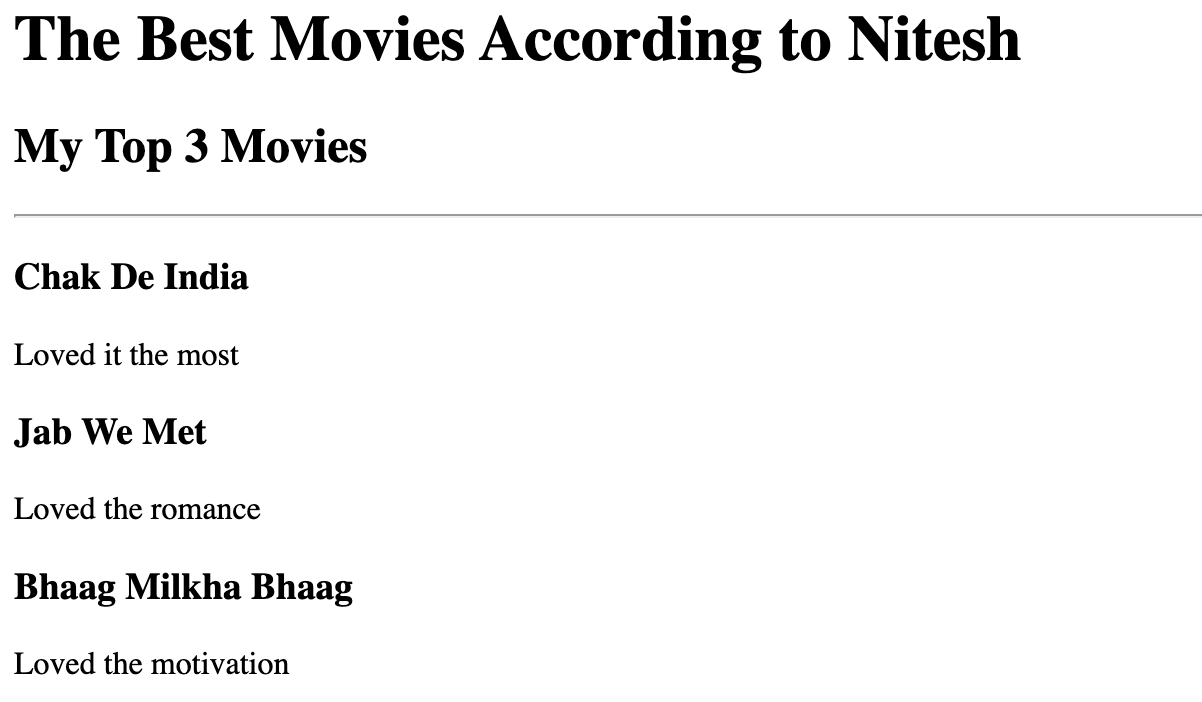 The Best Movies According to Nitesh
My Top 3 Movies
Chak De India
Loved it the most
Jab We Met
Loved the romance
Bhaag Milkha Bhaag
Loved the motivation